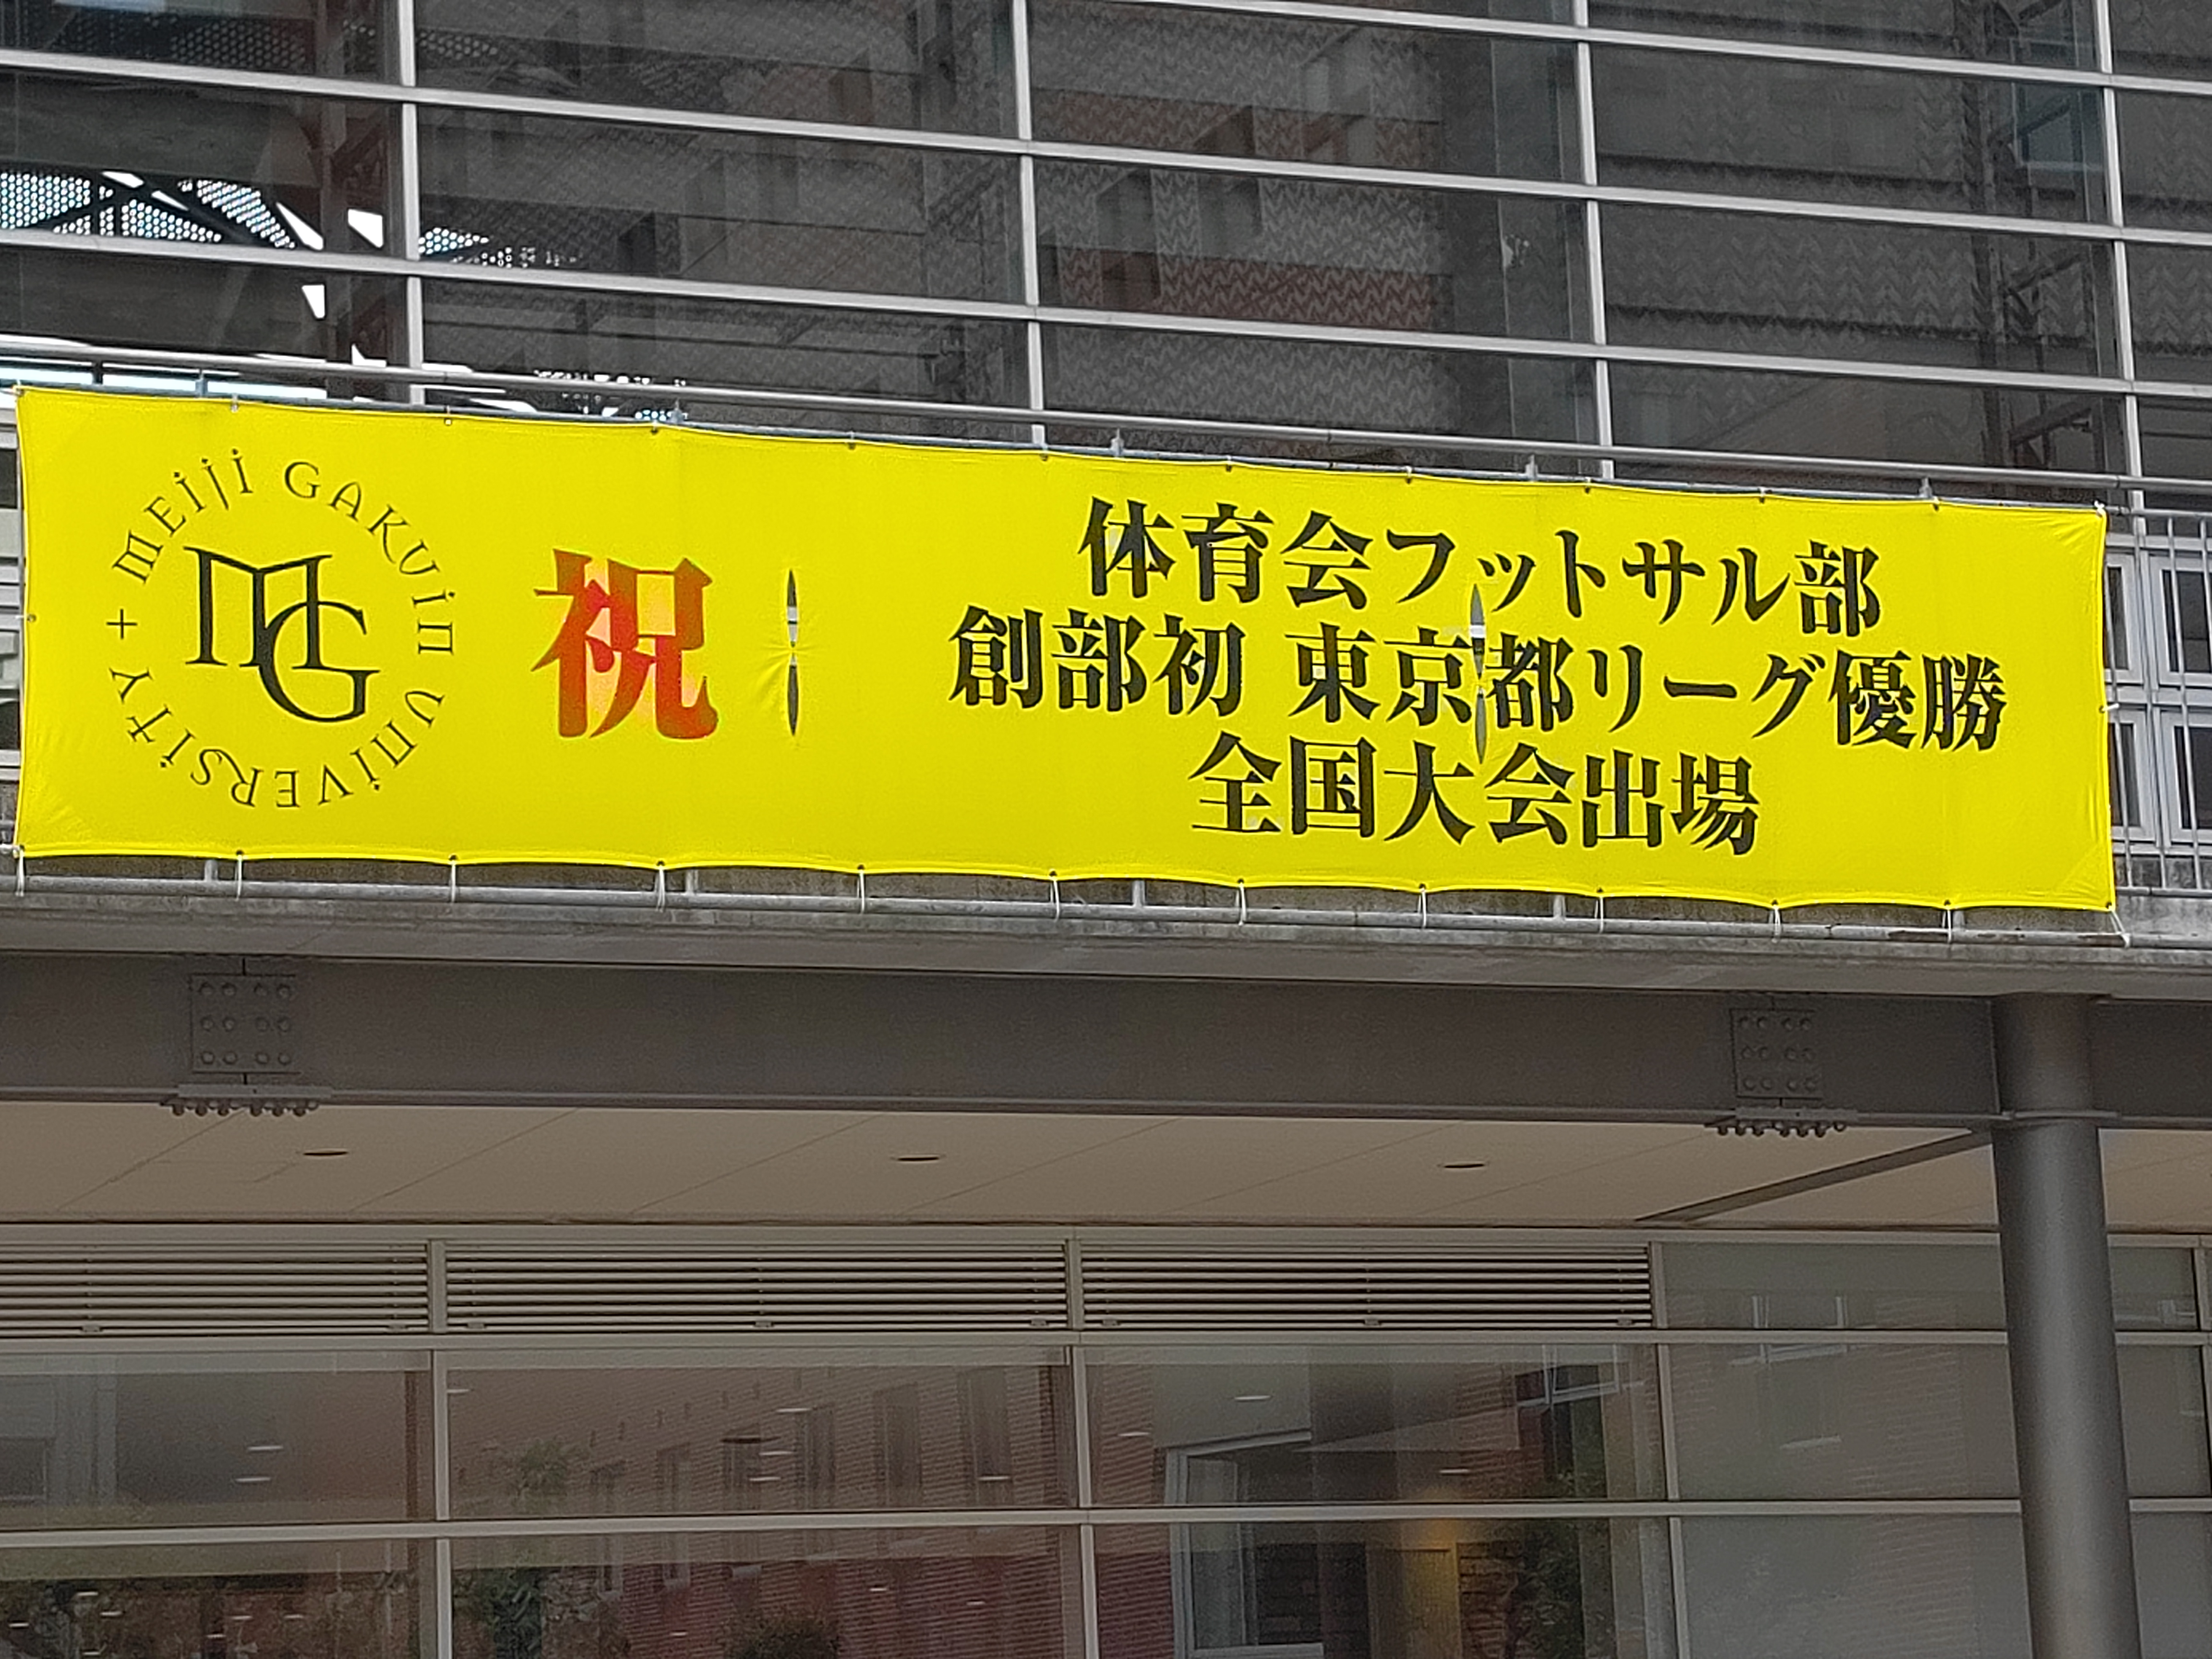 MEIJI GAKUIN UNIVERSITY +
MG
祝
体育会フットサル部
創部初 東京都リーグ優勝
全国大会出場